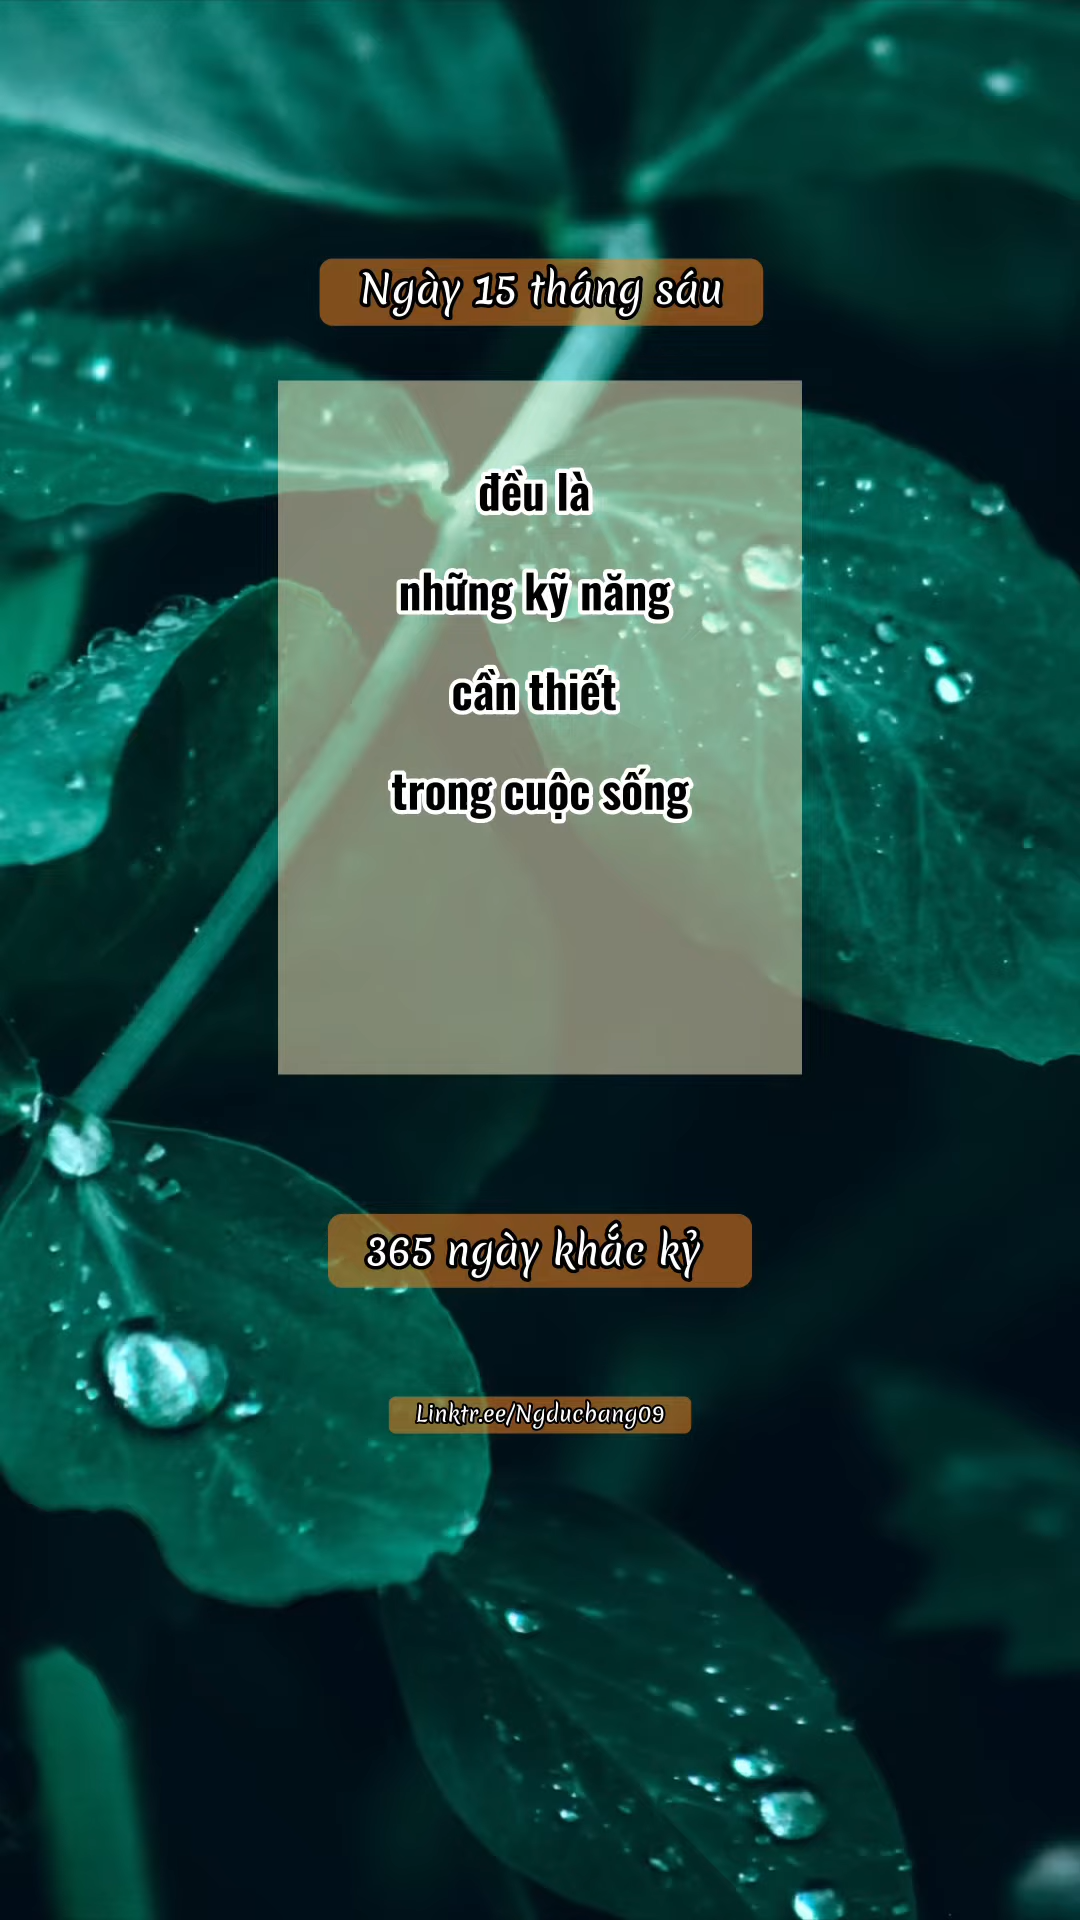 Ngày 15 tháng sáu
đều là
những kỹ năng
cần thiết
trong cuộc sống
365 ngày khắc kỷ
Linktr.ee/Ngducbang09